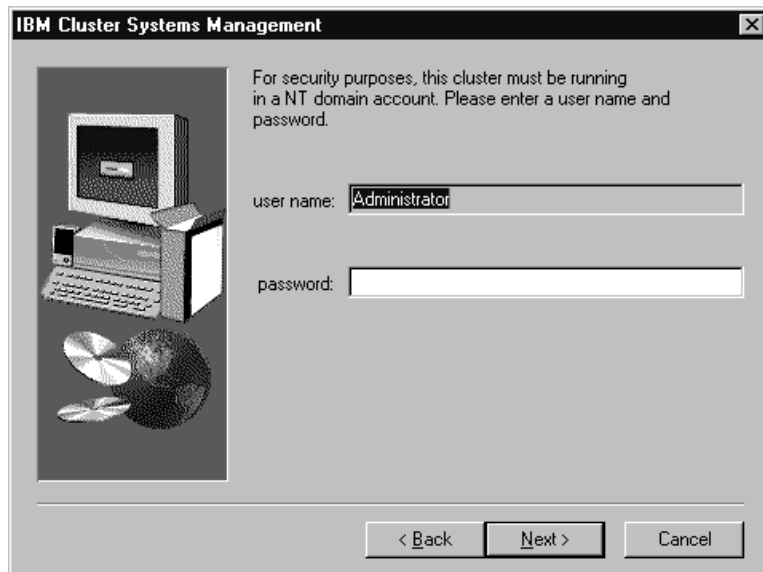 IBM Cluster Systems Management
For security purposes, this cluster must be running
in a NT domain account. Please enter a user name and
password.
user name: Administrator
password:
< Back Next > Cancel